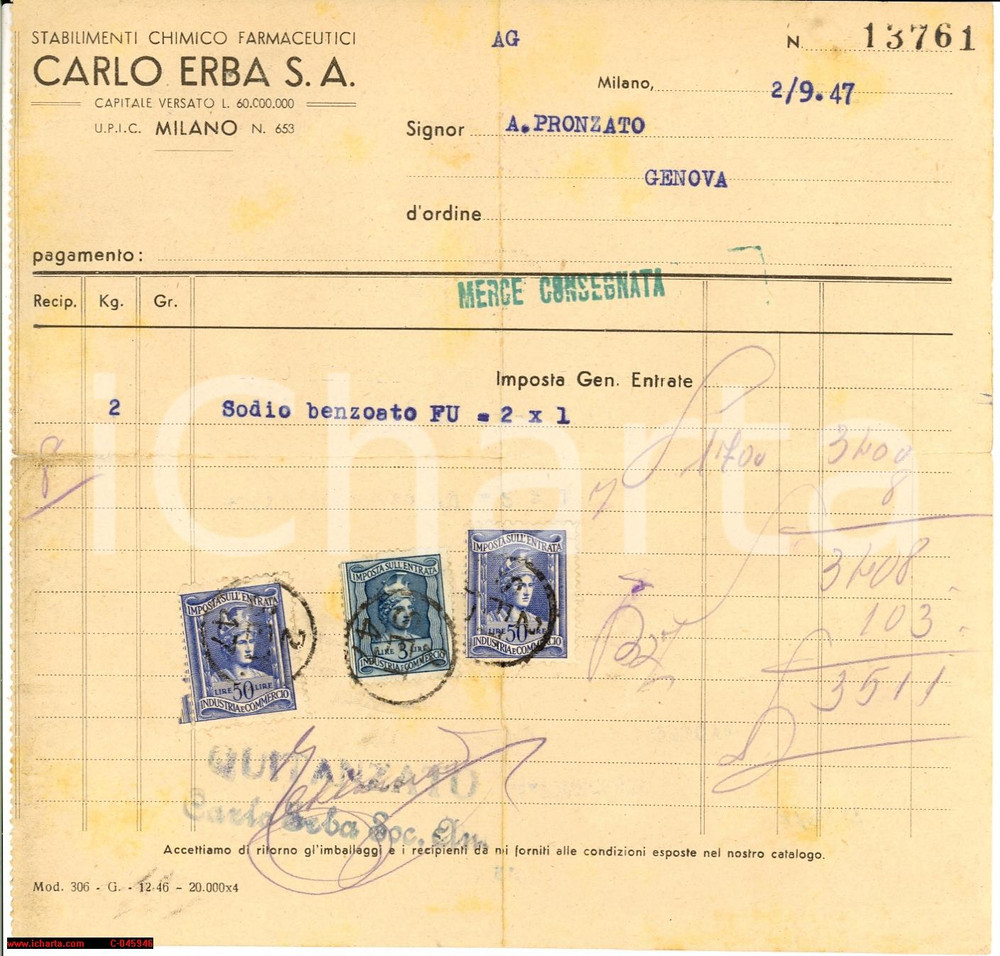 STABILIMENTI CHIMICO FARMACEUTICI
CARLO ERBA S. A.
CAPITALE VERSATO L. 60.000.000
U.P.I.C. MILANO N. 653
AG
N. 13761
Milano, 2/9.47
Signor A.PRONZATO
GENOVA
d'ordine
pagamento:
MERCE CONSEGNATA
Recip. Kg. Gr.
Imposta Gen. Entrate
2 Sodio benzoato FU = 2 x 1
1700 3400
8
3408
103
3511
IMPOSTA SULL'ENTRATA
LIRE 50 LIRE
INDUSTRIA E COMMERCIO
IMPOSTA SULL'ENTRATA
LIRE 3 LIRE
INDUSTRIA E COMMERCIO
IMPOSTA SULL'ENTRATA
LIRE 50 LIRE
INDUSTRIA E COMMERCIO
QUITANZATO
Carlo Erba Soc. An.
Accettiamo di ritorno gl'imballaggi e i recipienti da noi forniti alle condizioni esposte nel nostro catalogo.
Mod. 306 - G. - 12-46 - 20.000x4
iCharta
www.icharta.com C-045946